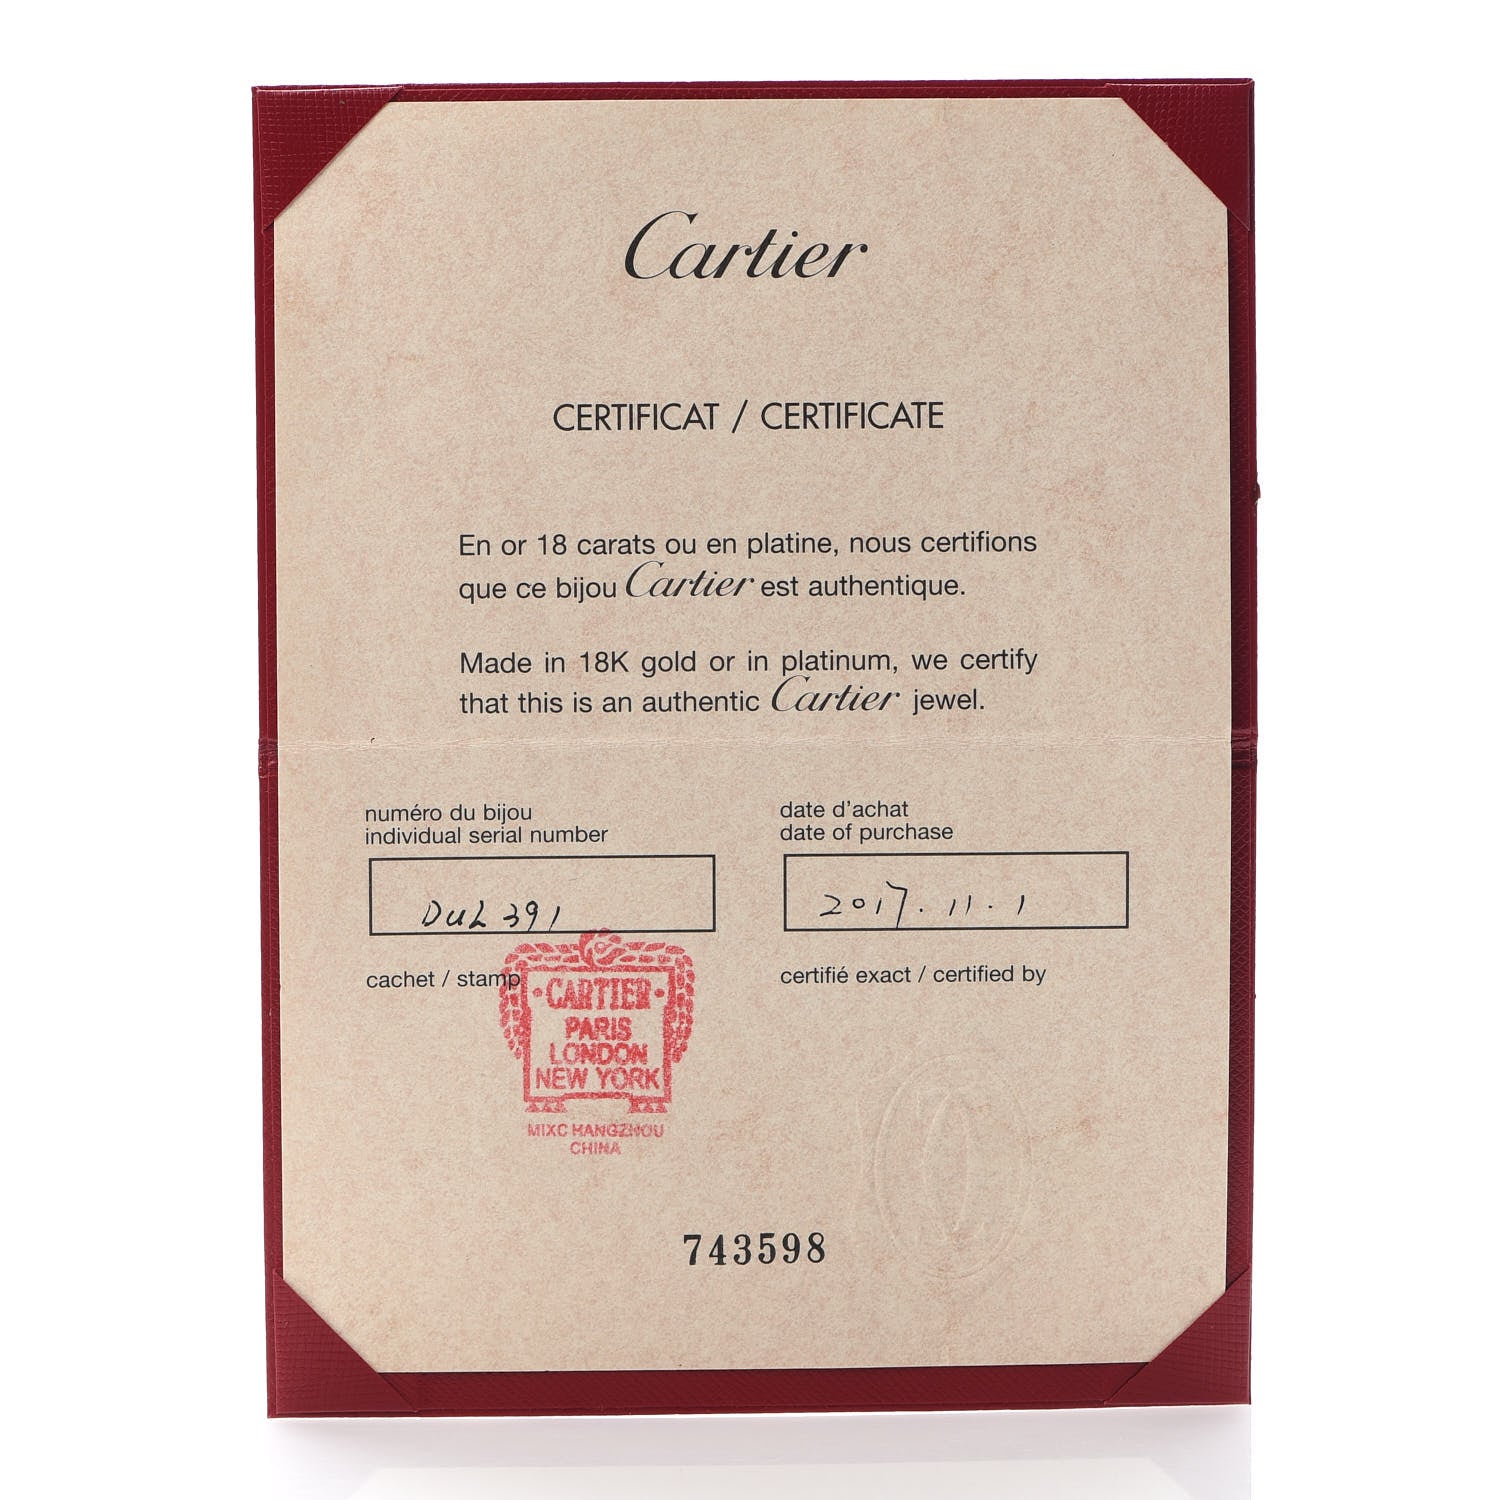 Cartier
CERTIFICAT / CERTIFICATE
En or 18 carats ou en platine, nous certifions
que ce bijou Cartier est authentique.
Made in 18K gold or in platinum, we certify
that this is an authentic Cartier jewel.
numéro du bijou
individual serial number
DUL 391
date d'achat
date of purchase
2017.11.1
cachet / stamp
certifié exact / certified by
·CARTIER·
PARIS
LONDON
NEW YORK
MIXC HANGZHOU
CHINA
743598